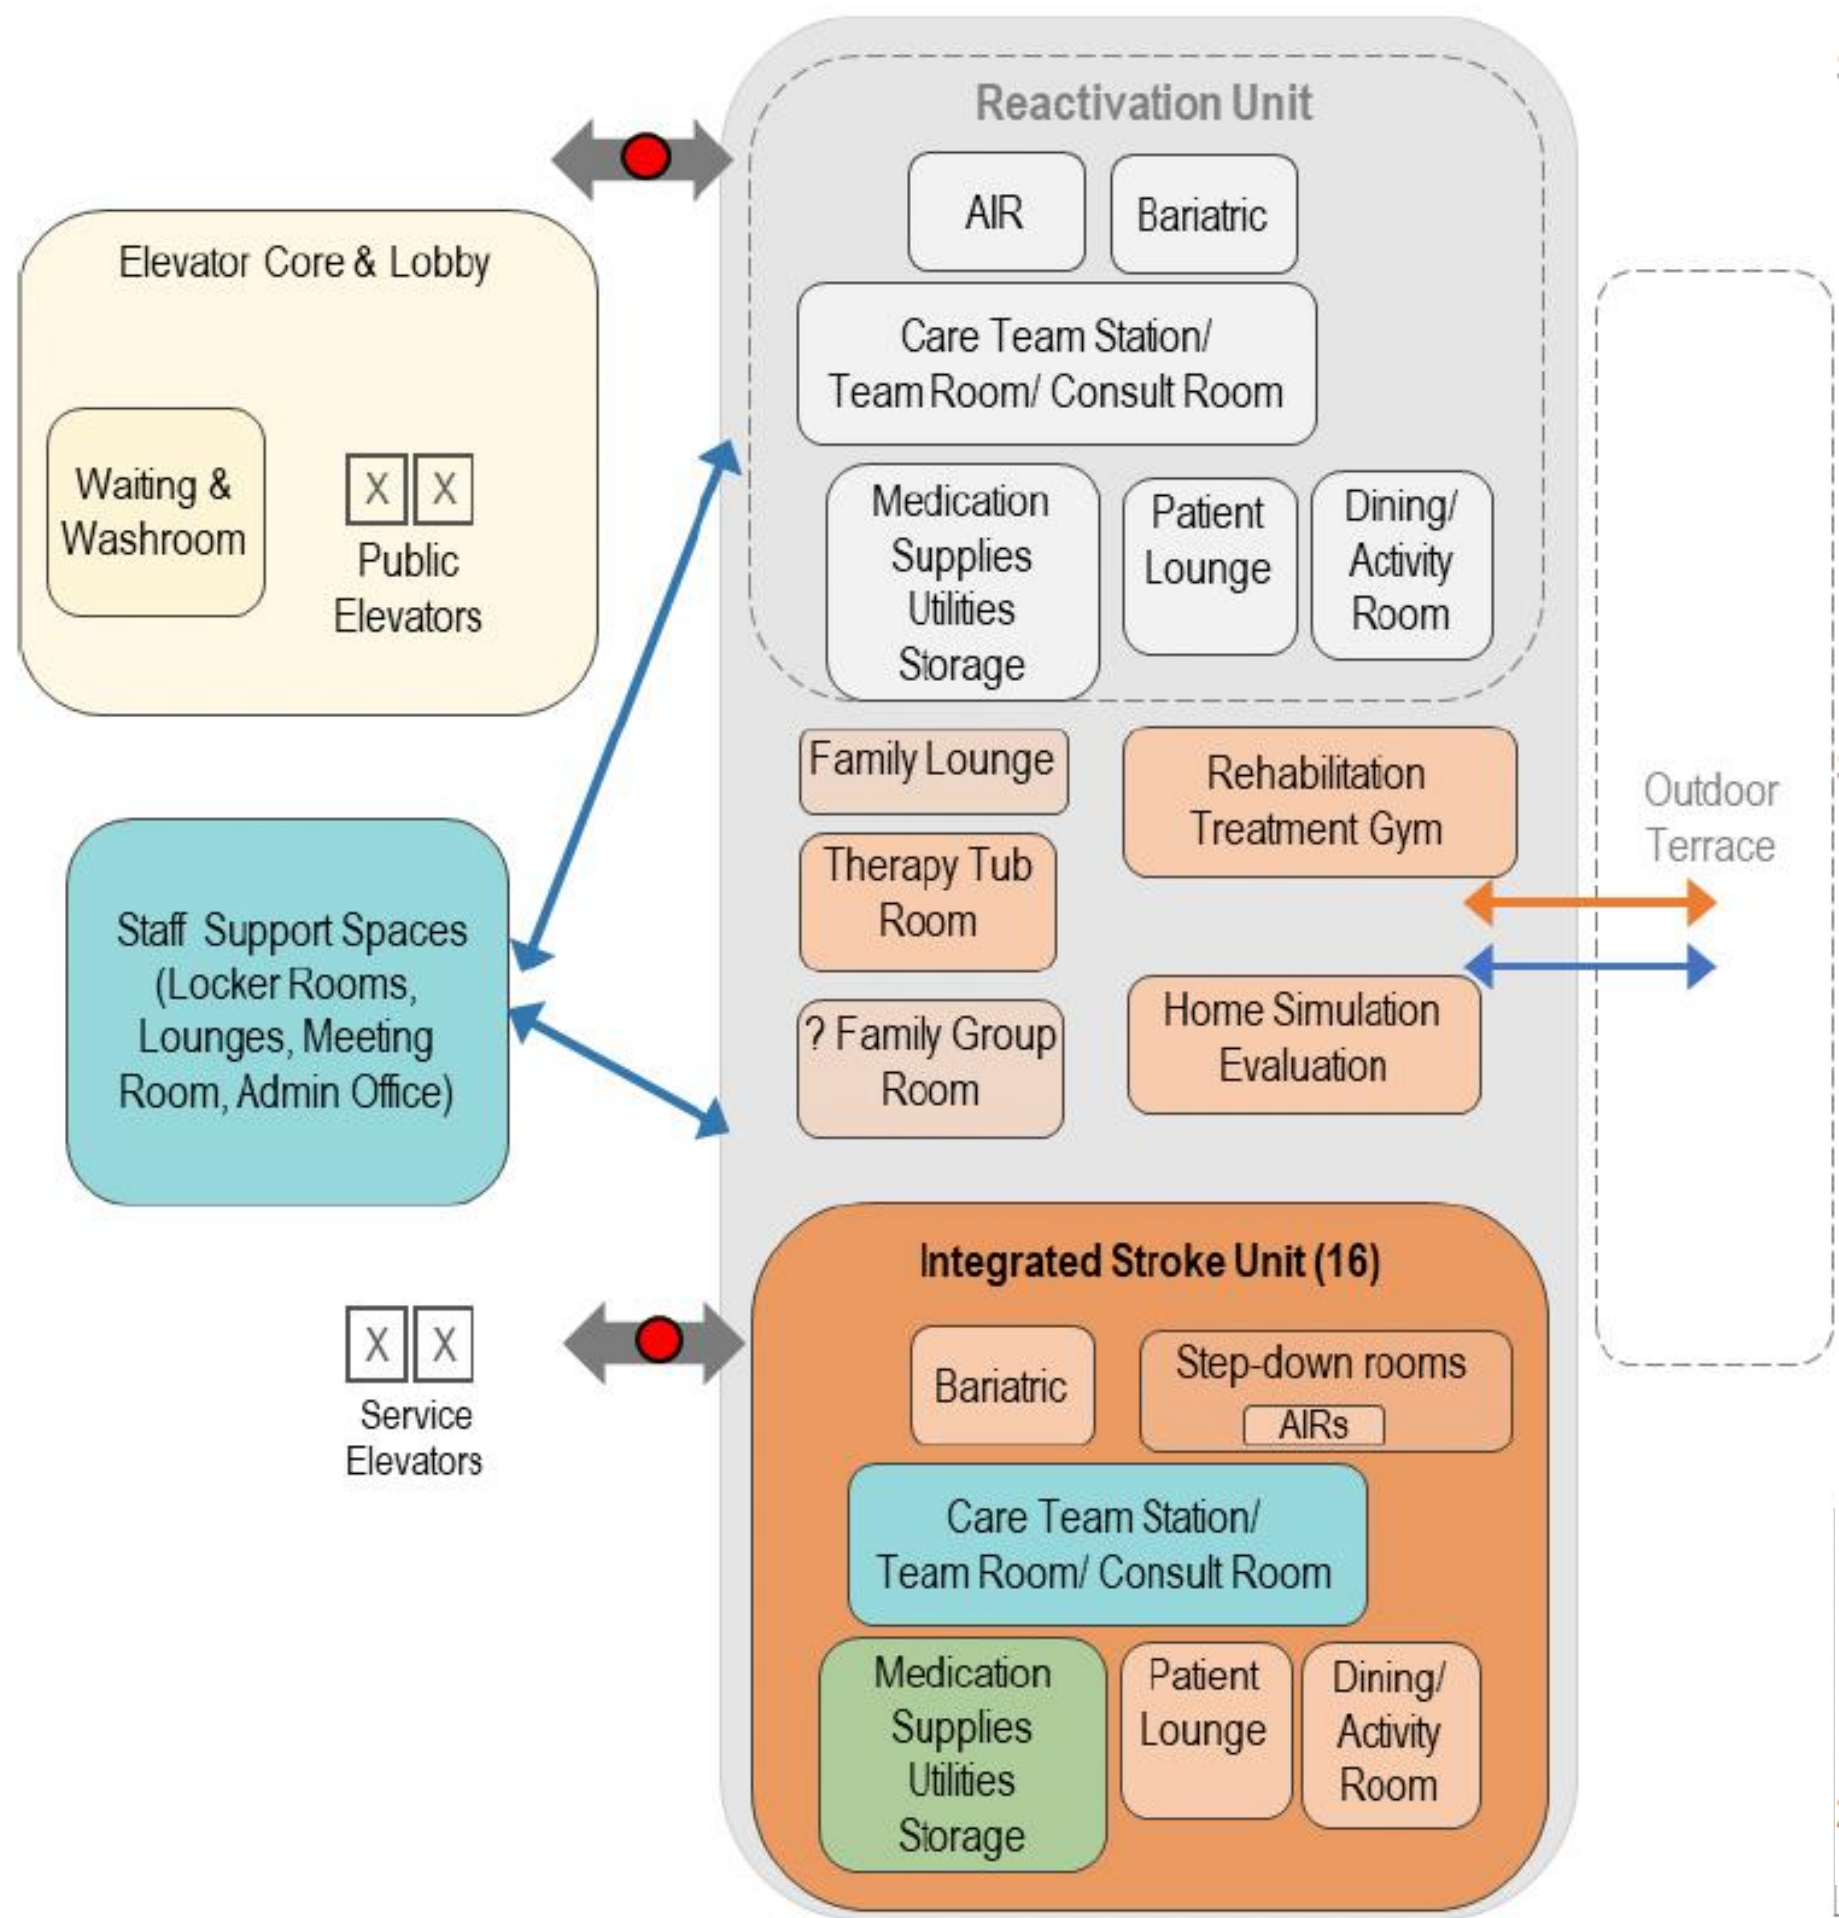 Reactivation Unit
AIR
Bariatric
Care Team Station/
Team Room/ Consult Room
Medication
Supplies
Utilities
Storage
Patient
Lounge
Dining/
Activity
Room
Elevator Core & Lobby
Waiting &
Washroom
X X
Public
Elevators
Family Lounge
Rehabilitation
Treatment Gym
Therapy Tub
Room
? Family Group
Room
Home Simulation
Evaluation
Outdoor
Terrace
Staff Support Spaces
(Locker Rooms,
Lounges, Meeting
Room, Admin Office)
X X
Service
Elevators
Integrated Stroke Unit (16)
Bariatric
Step-down rooms
AIRs
Care Team Station/
Team Room/ Consult Room
Medication
Supplies
Utilities
Storage
Patient
Lounge
Dining/
Activity
Room